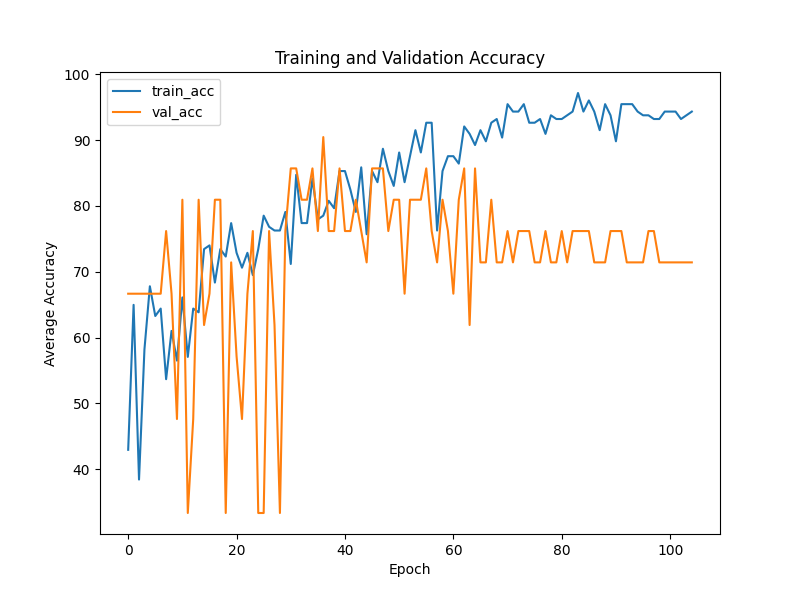 Training and Validation Accuracy
train_acc
val_acc
100
90
80
70
60
50
40
Average Accuracy
0
20
40
60
80
100
Epoch